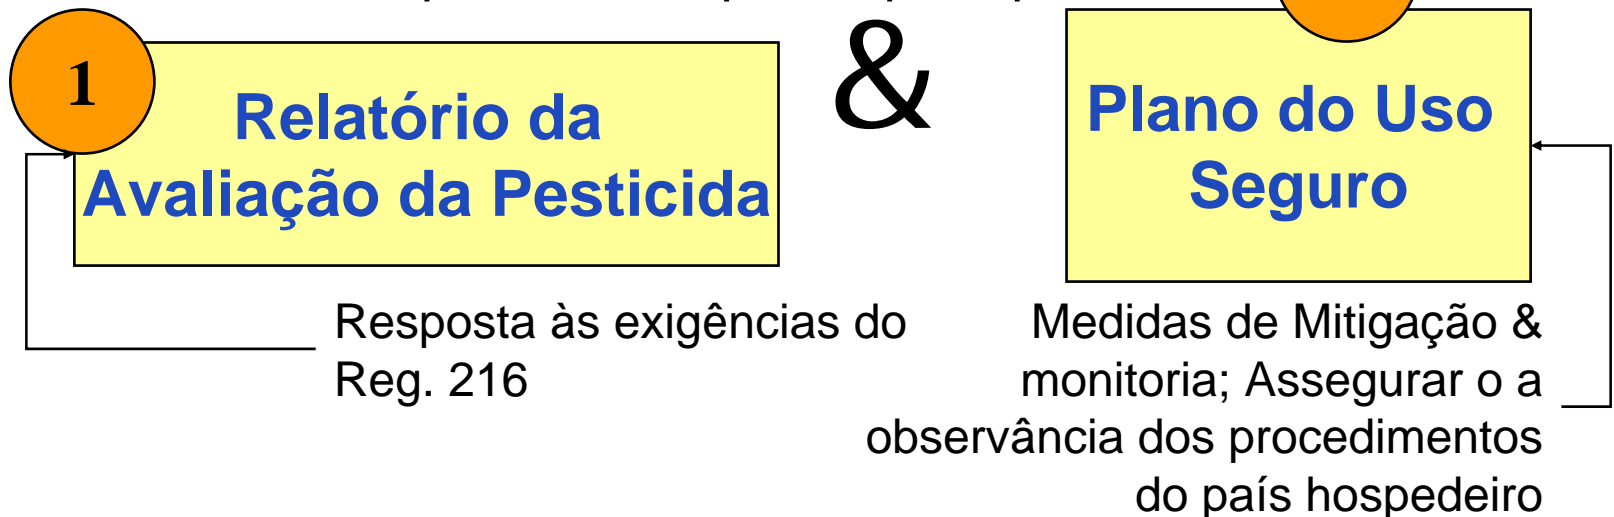 1
Relatório da
Avaliação da Pesticida
&
Plano do Uso
Seguro
Resposta às exigências do
Reg. 216
Medidas de Mitigação &
monitoria; Assegurar o a
observância dos procedimentos
do país hospedeiro